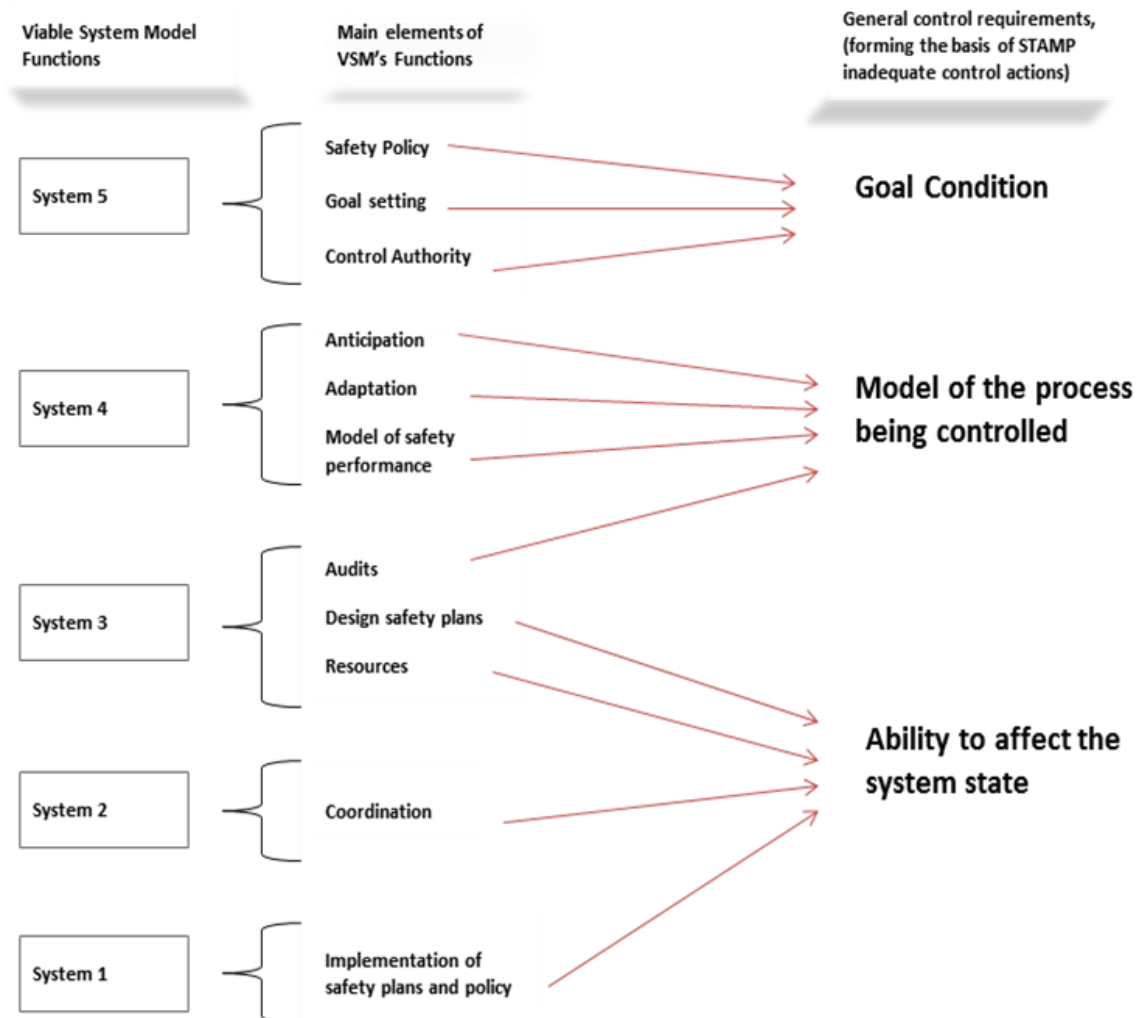 Viable System Model
Functions
Main elements of
VSM's Functions
General control requirements,
(forming the basis of STAMP
inadequate control actions)
System 5
Safety Policy
Goal setting
Control Authority
Goal Condition
System 4
Anticipation
Adaptation
Model of safety
performance
Model of the process
being controlled
System 3
Audits
Design safety plans
Resources
Ability to affect the
system state
System 2
Coordination
System 1
Implementation of
safety plans and policy